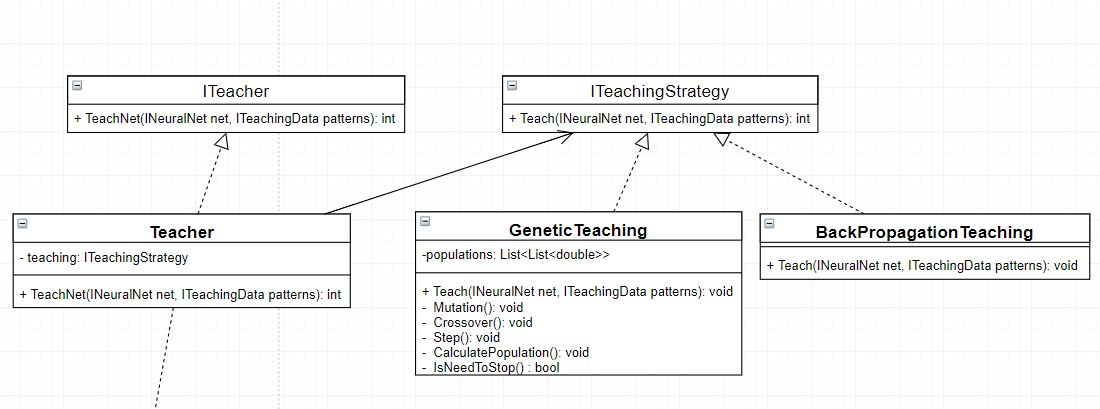 ITeacher
+ TeachNet(INeuralNet net, ITeachingData patterns): int
ITeachingStrategy
+ Teach(INeuralNet net, ITeachingData patterns): int
Teacher
- teaching: ITeachingStrategy
+ TeachNet(INeuralNet net, ITeachingData patterns): int
GeneticTeaching
-populations: List<List<double>>
+ Teach(INeuralNet net, ITeachingData patterns): void
- Mutation(): void
- Crossover(): void
- Step(): void
- CalculatePopulation(): void
- IsNeedToStop() : bool
BackPropagationTeaching
+ Teach(INeuralNet net, ITeachingData patterns): void